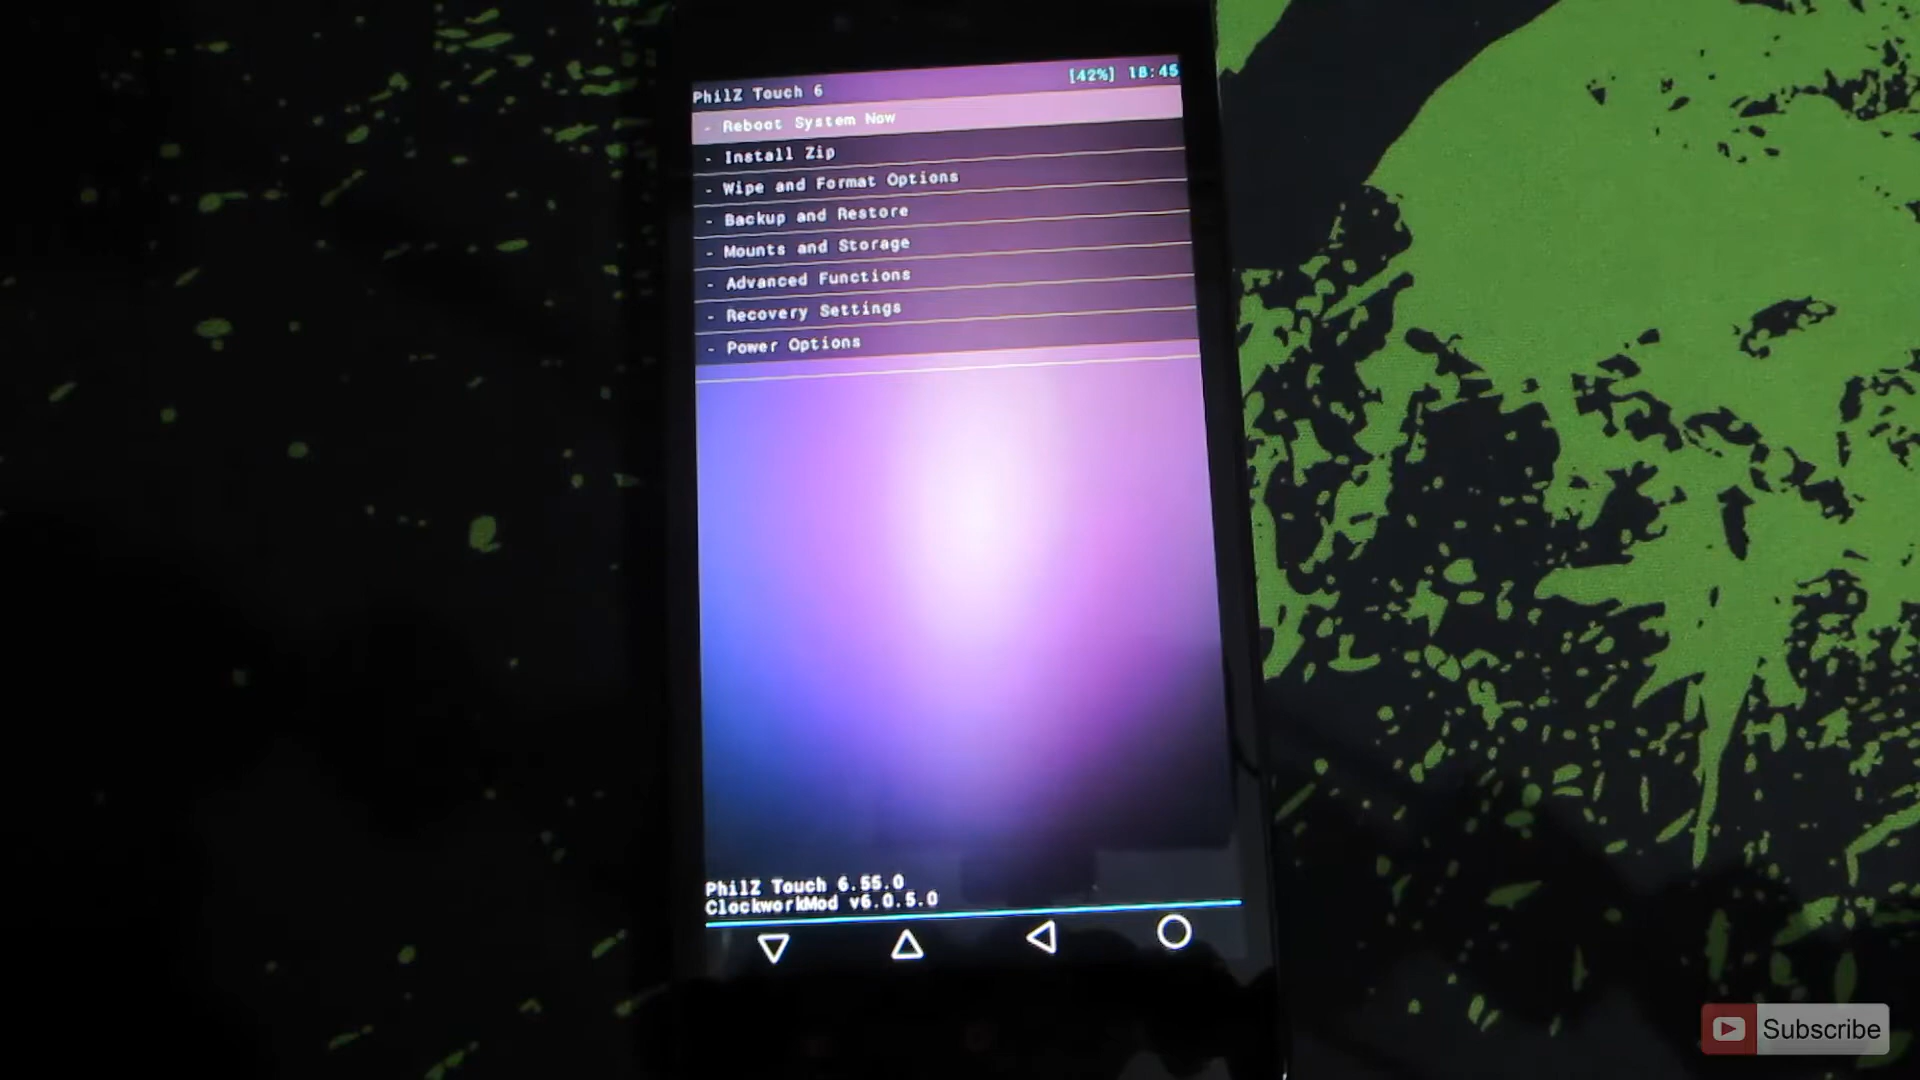 PhilZ Touch 6
[42%] 18:45
- Reboot System Now
- Install Zip
- Wipe and Format Options
- Backup and Restore
- Mounts and Storage
- Advanced Functions
- Recovery Settings
- Power Options
PhilZ Touch 6.55.0
ClockworkMod v6.0.5.0
Subscribe